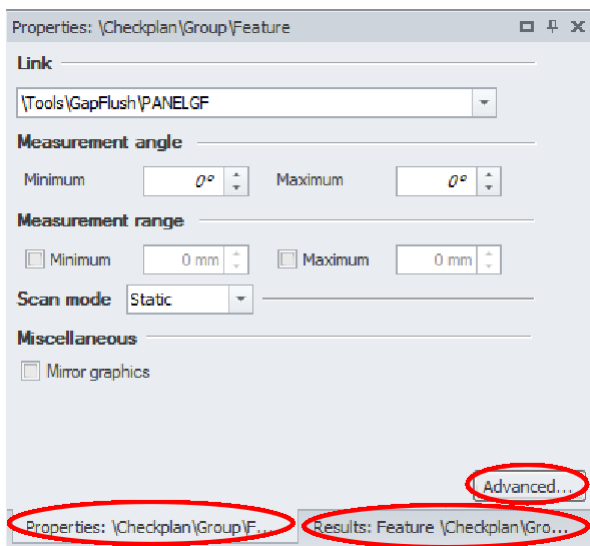 Properties: \Checkplan\Group\Feature
Link
\Tools\GapFlush\PANELGF
Measurement angle
Minimum 0° Maximum 0°
Measurement range
Minimum 0 mm Maximum 0 mm
Scan mode Static
Miscellaneous
Mirror graphics
Advanced...
Properties: \Checkplan\Group\F... Results: Feature \Checkplan\Gro...